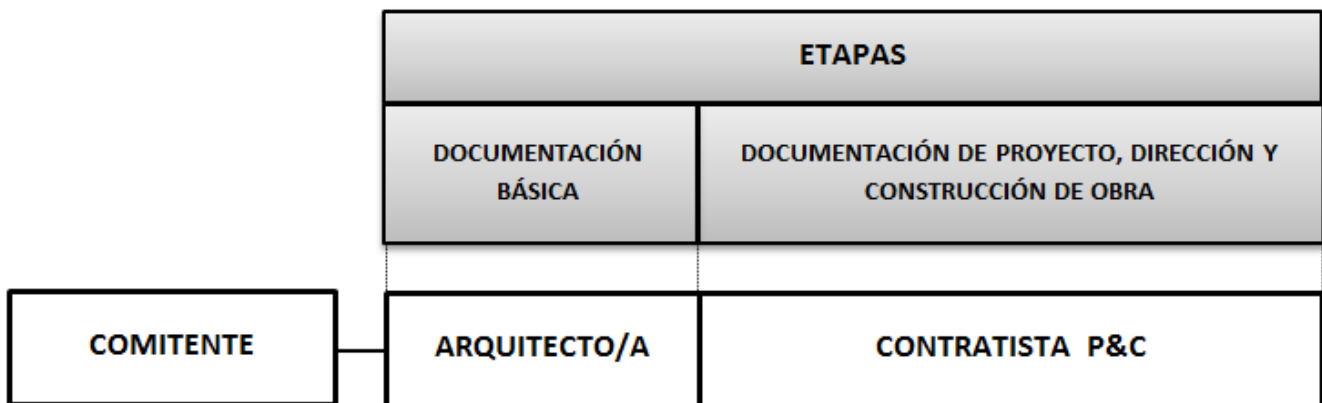 ETAPAS
DOCUMENTACIÓN
BÁSICA
DOCUMENTACIÓN DE PROYECTO, DIRECCIÓN Y
CONSTRUCCIÓN DE OBRA
COMITENTE
ARQUITECTO/A
CONTRATISTA P&C